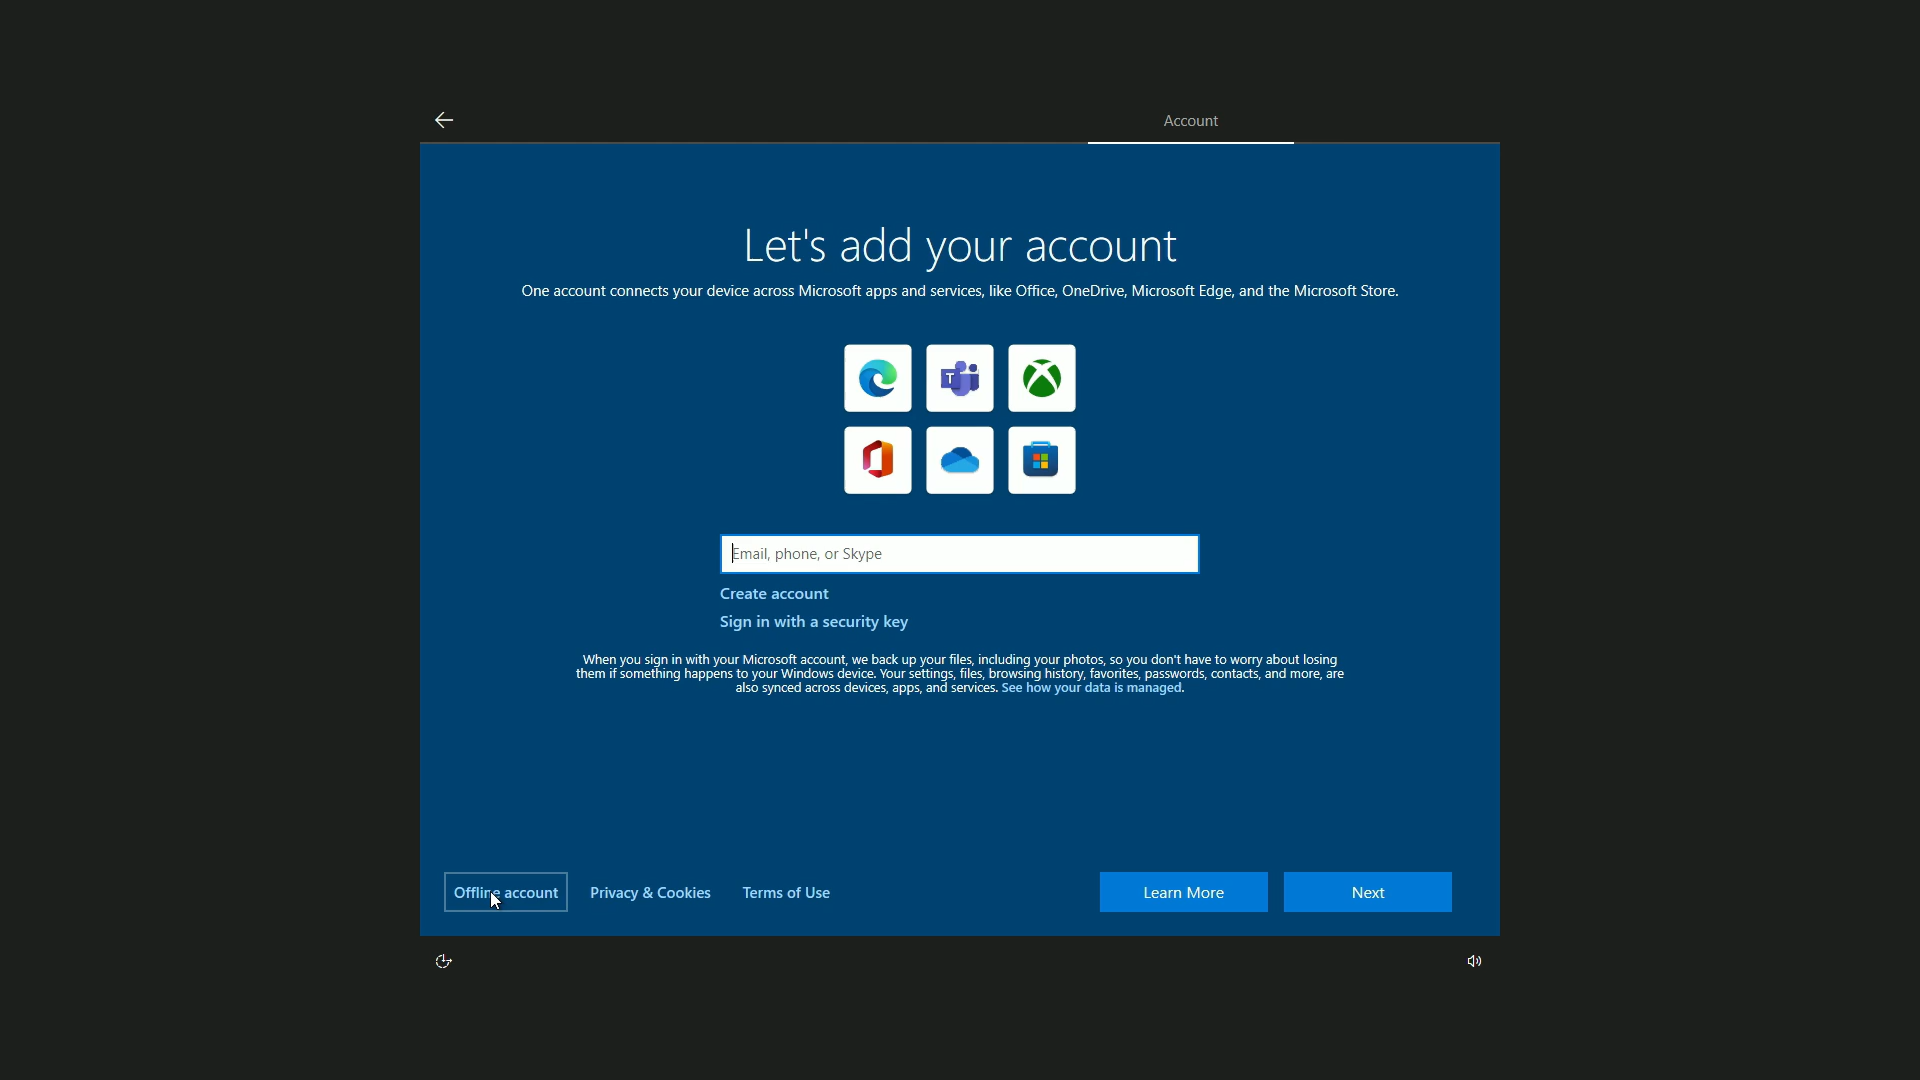 Account
Let's add your account
One account connects your device across Microsoft apps and services, like Office, OneDrive, Microsoft Edge, and the Microsoft Store.
T
Email, phone, or Skype
Create account
Sign in with a security key
When you sign in with your Microsoft account, we back up your files, including your photos, so you don't have to worry about losing
them if something happens to your Windows device. Your settings, files, browsing history, favorites, passwords, contacts, and more, are
also synced across devices, apps, and services. See how your data is managed.
Offline account Privacy & Cookies Terms of Use Learn More Next